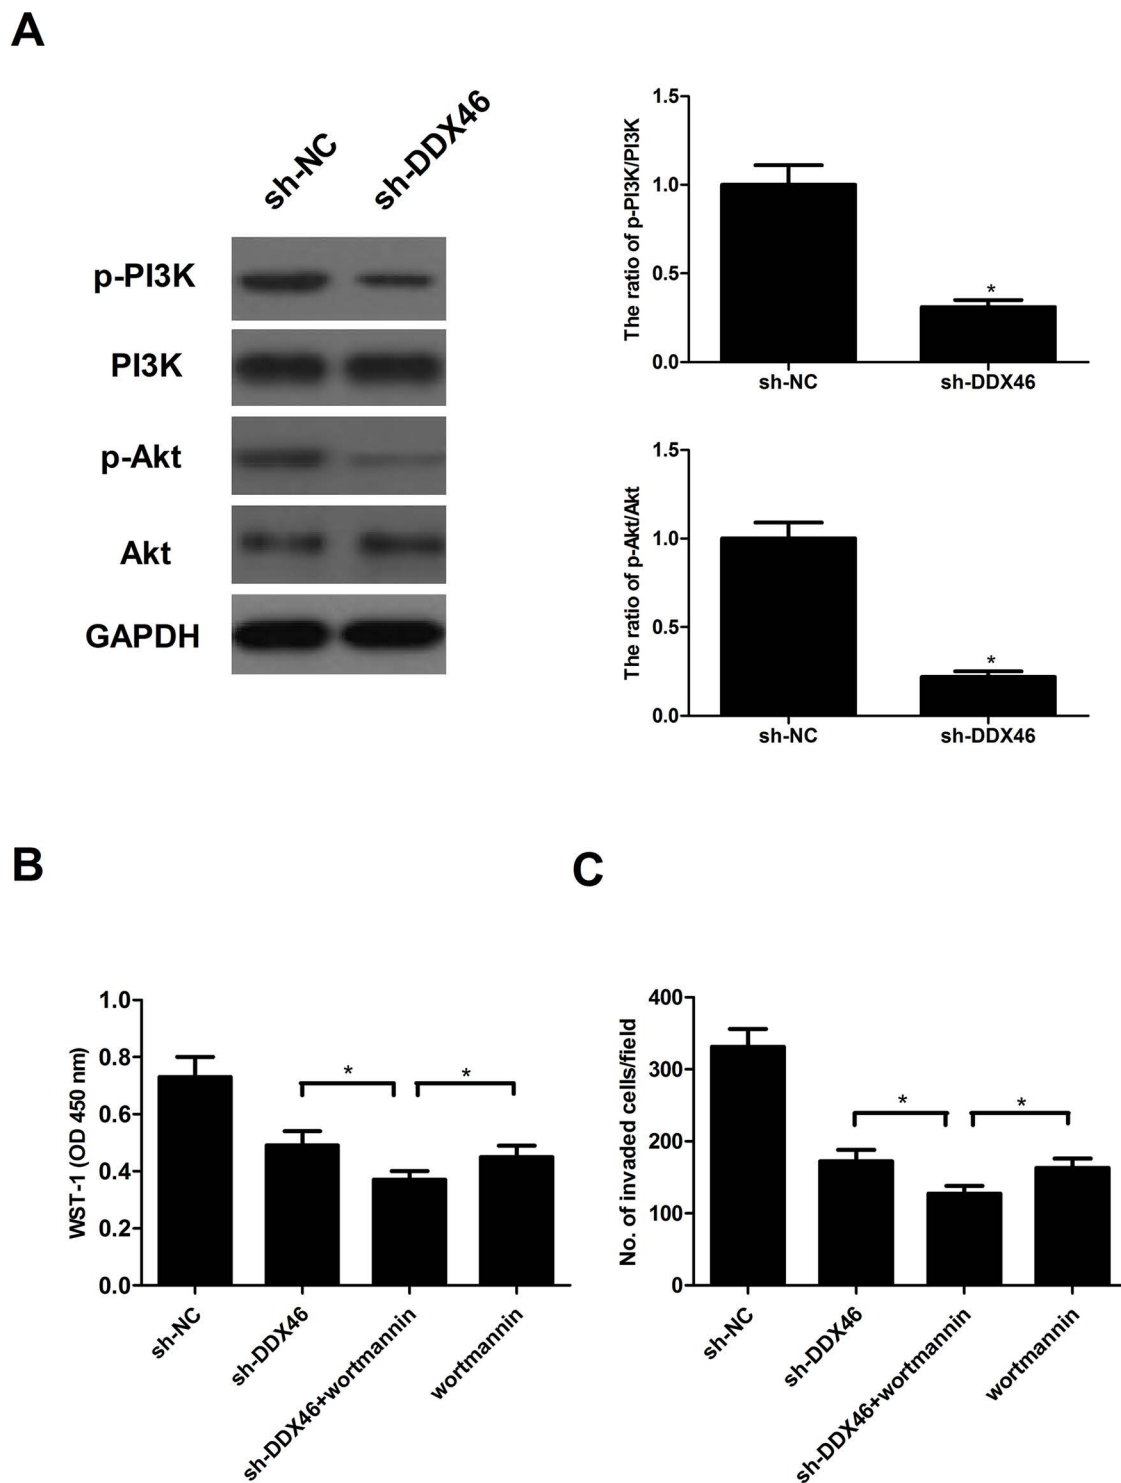 A
sh-NC
sh-DDX46
p-PI3K
PI3K
p-Akt
Akt
GAPDH
The ratio of p-PI3K/PI3K
1.5
1.0
0.5
0.0
*
sh-NC
sh-DDX46
The ratio of p-Akt/Akt
1.5
1.0
0.5
0.0
*
sh-NC
sh-DDX46
B
WST-1 (OD 450 nm)
1.0
0.8
0.6
0.4
0.2
0.0
*
*
sh-NC
sh-DDX46
sh-DDX46+wortmannin
wortmannin
C
No. of invaded cells/field
400
300
200
100
0
*
*
sh-NC
sh-DDX46
sh-DDX46+wortmannin
wortmannin